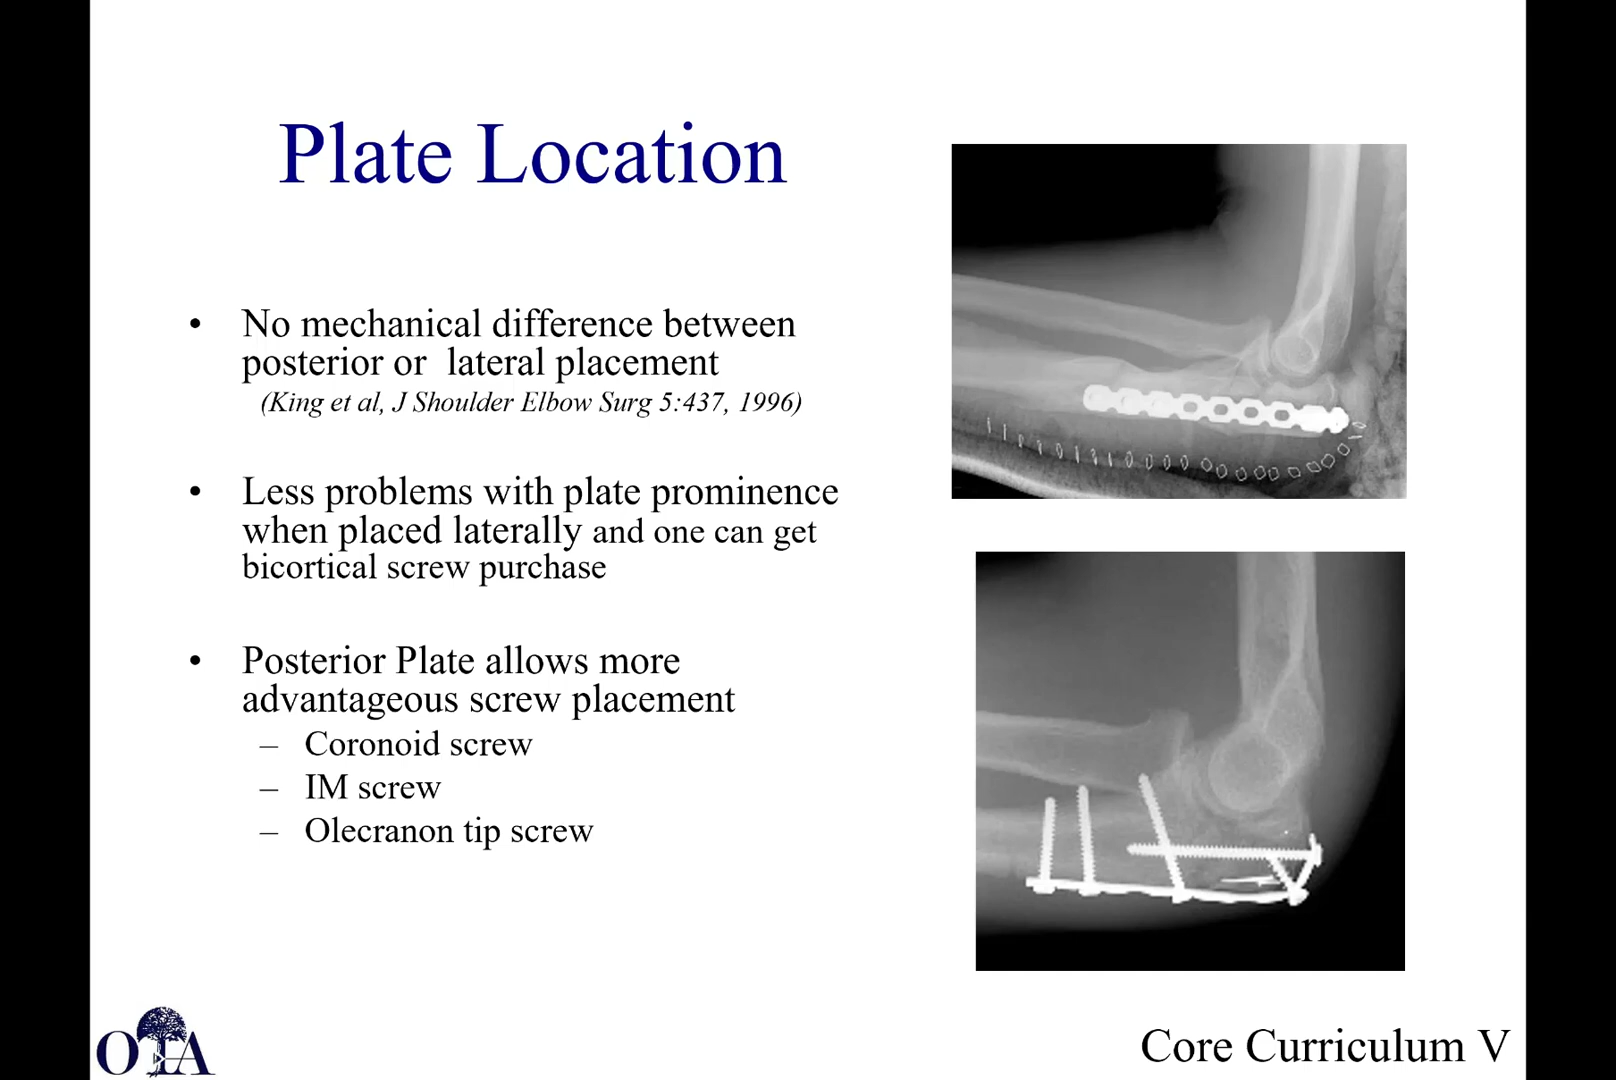 Plate Location
• No mechanical difference between
posterior or lateral placement
(King et al, J Shoulder Elbow Surg 5:437, 1996)
• Less problems with plate prominence
when placed laterally and one can get
bicortical screw purchase
• Posterior Plate allows more
advantageous screw placement
– Coronoid screw
– IM screw
– Olecranon tip screw
OTA
Core Curriculum V